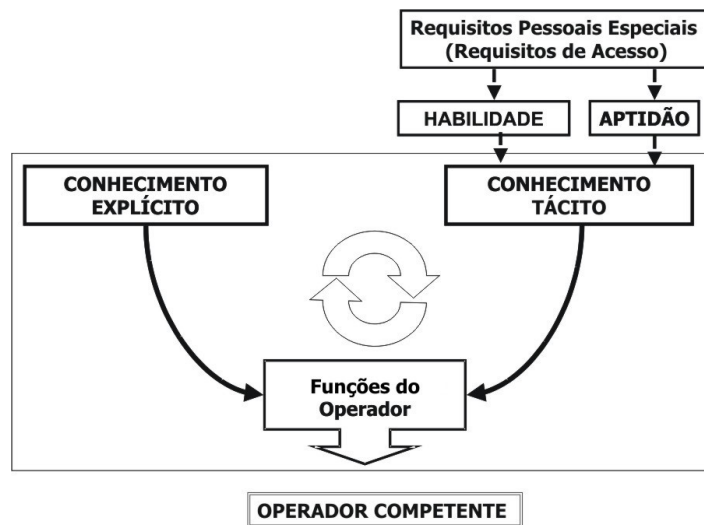 Requisitos Pessoais Especiais
(Requisitos de Acesso)
HABILIDADE
APTIDÃO
CONHECIMENTO
EXPLÍCITO
CONHECIMENTO
TÁCITO
Funções do
Operador
OPERADOR COMPETENTE